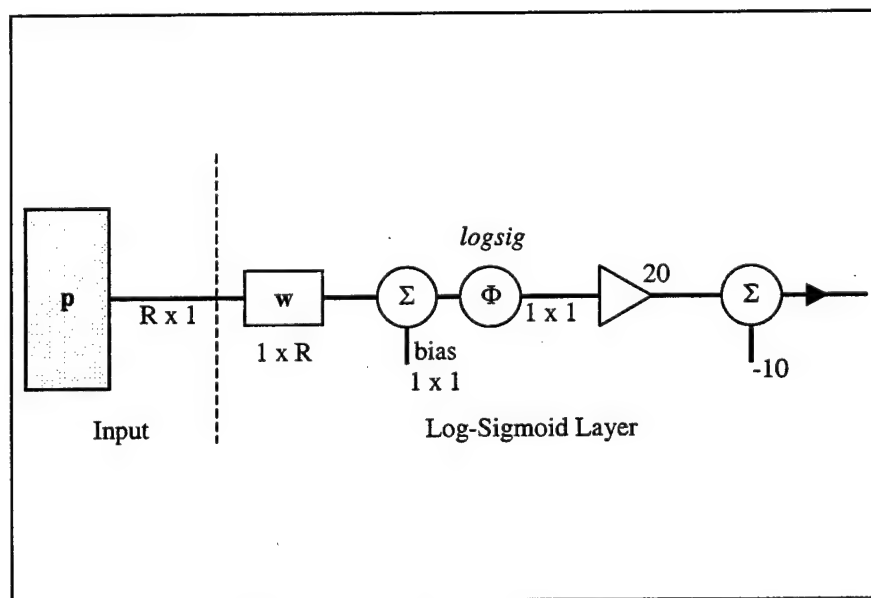 logsig
20
p
w
Σ
Φ
Σ
R x 1
1 x 1
1 x R
bias
1 x 1
-10
Input
Log-Sigmoid Layer